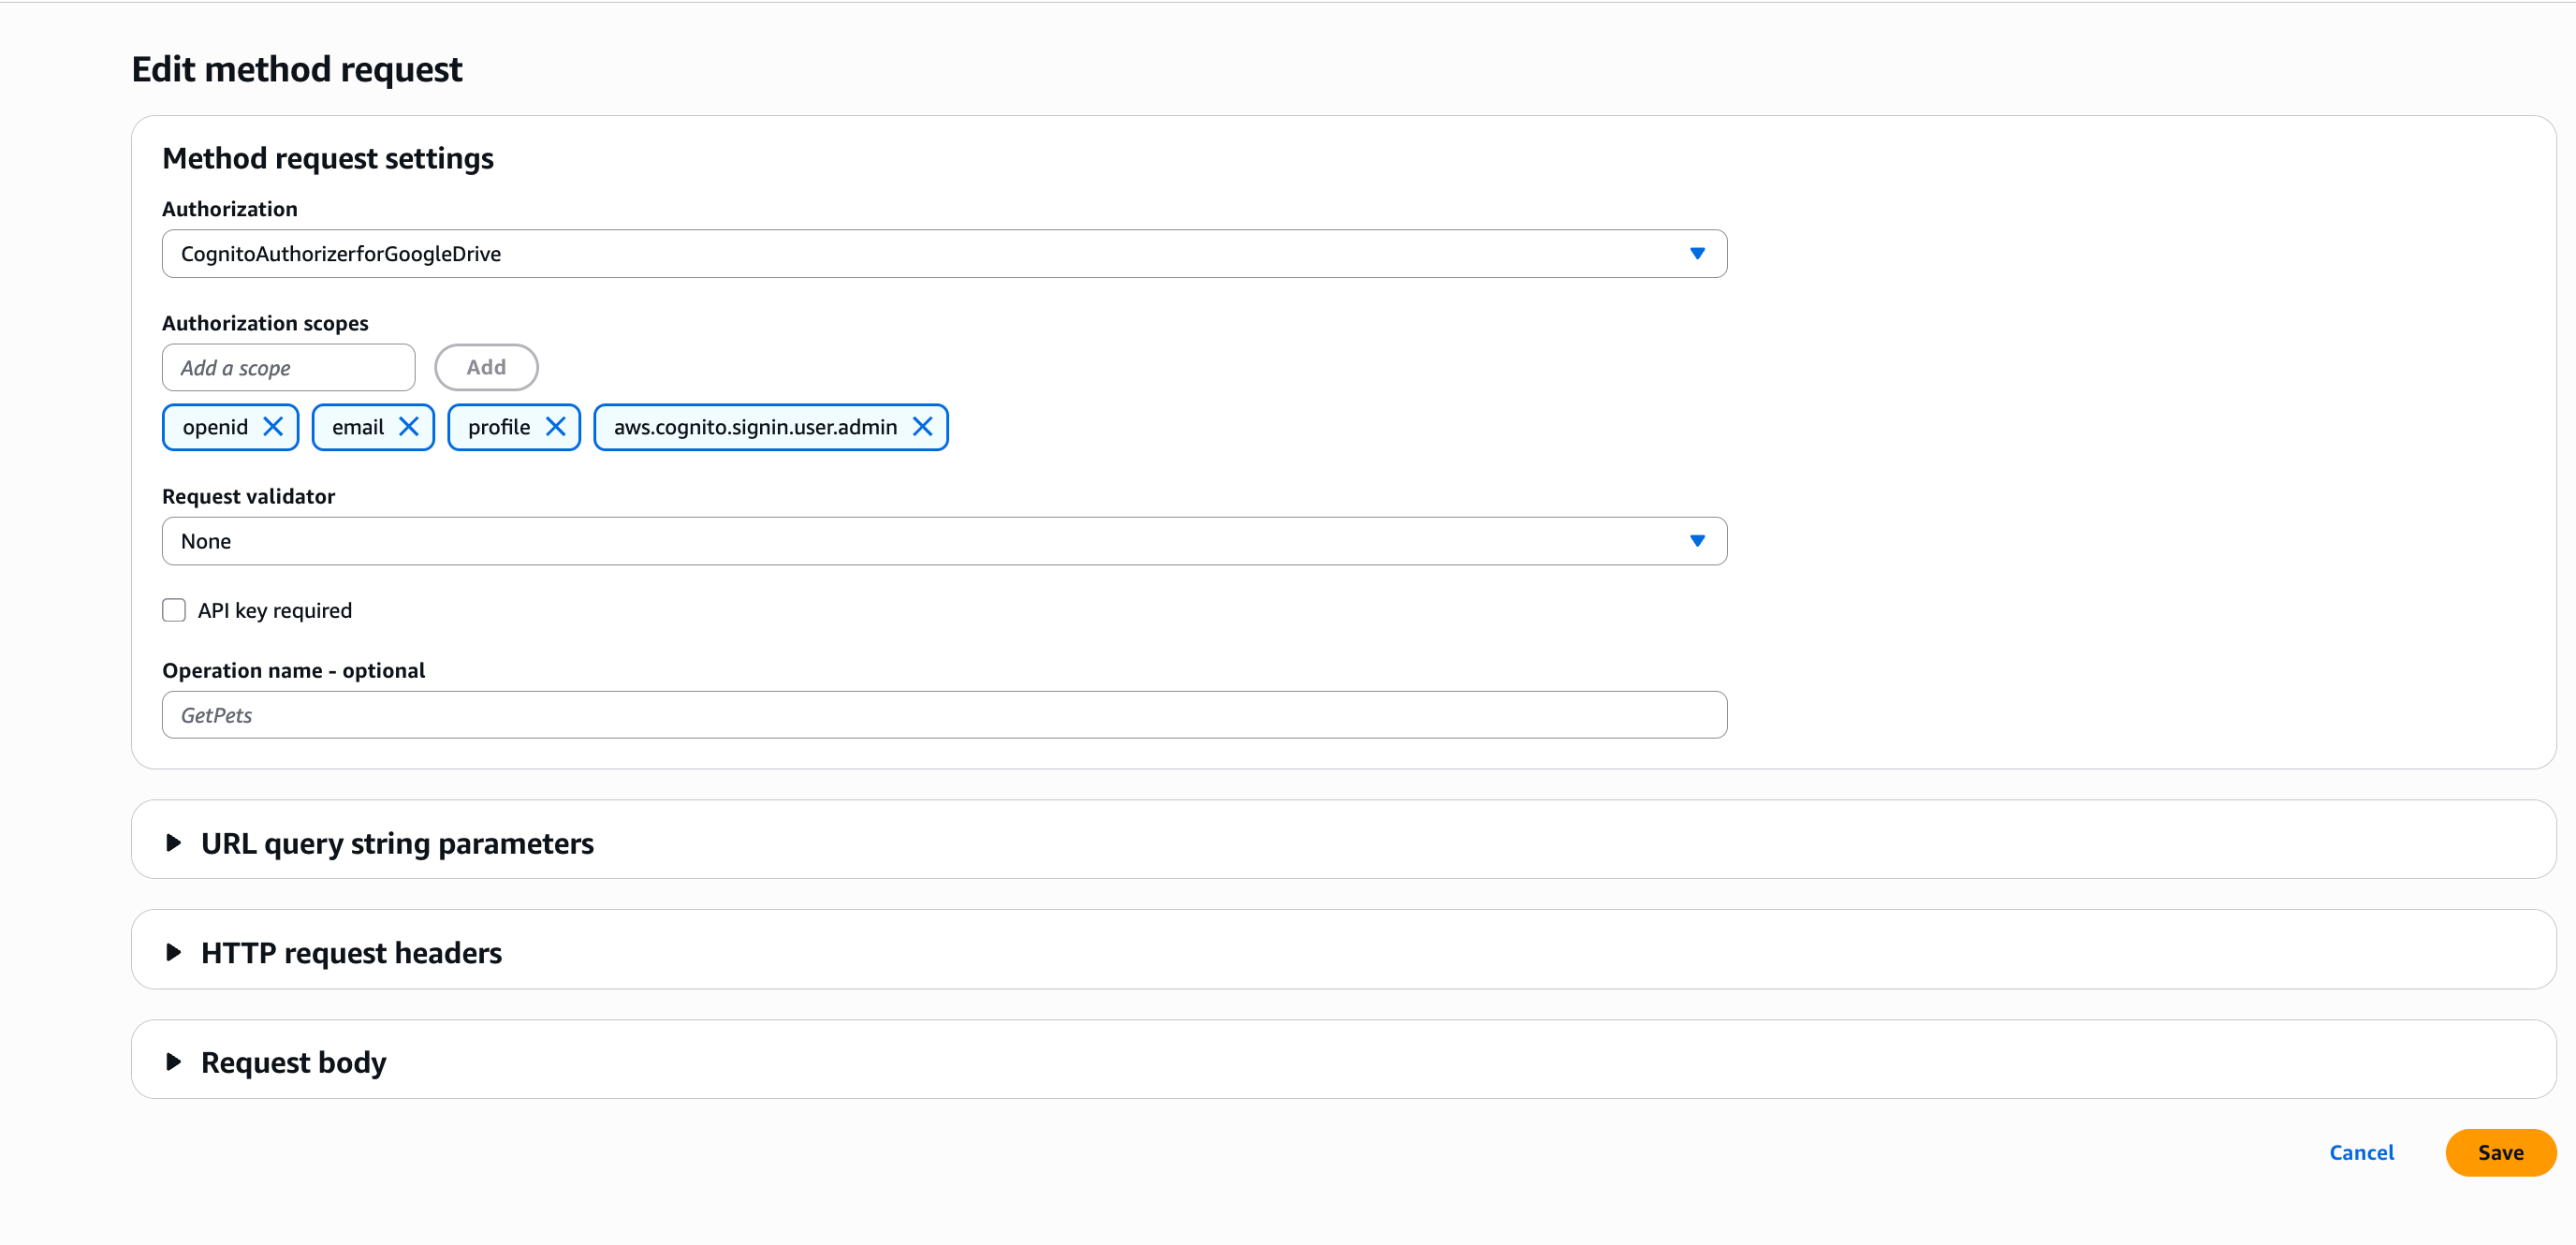 Edit method request
Method request settings
Authorization
CognitoAuthorizerforGoogleDrive
Authorization scopes
Add a scope
Add
openid
email
profile
aws.cognito.signin.user.admin
Request validator
None
API key required
Operation name - optional
GetPets
URL query string parameters
HTTP request headers
Request body
Cancel
Save